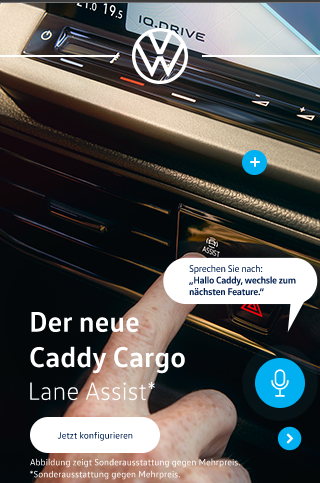 21.0 19.5
IQ.DRIVE
ASSIST
Sprechen Sie nach:
„Hallo Caddy, wechsle zum
nächsten Feature.“
Der neue
Caddy Cargo
Lane Assist*
Jetzt konfigurieren
Abbildung zeigt Sonderausstattung gegen Mehrpreis.
*Sonderausstattung gegen Mehrpreis.